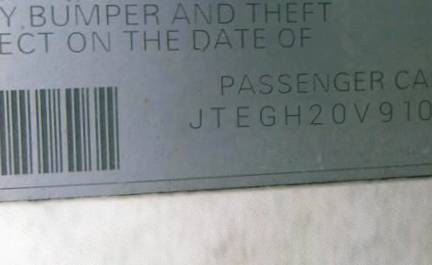 Y, BUMPER AND THEFT
ECT ON THE DATE OF
PASSENGER CA
JTEGH20V910